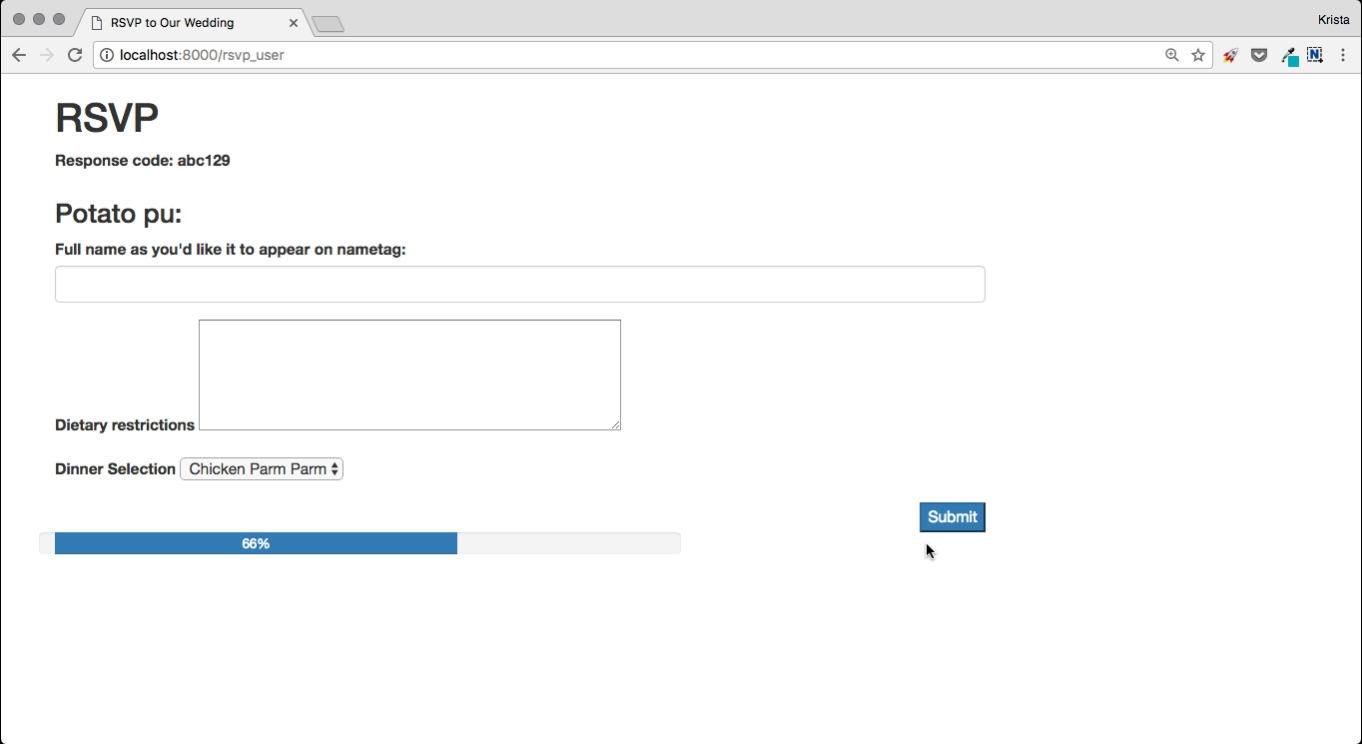 RSVP to Our Wedding
Krista
localhost:8000/rsvp_user
N
RSVP
Response code: abc129
Potato pu:
Full name as you'd like it to appear on nametag:
Dietary restrictions
Dinner Selection Chicken Parm Parm
Submit
66%